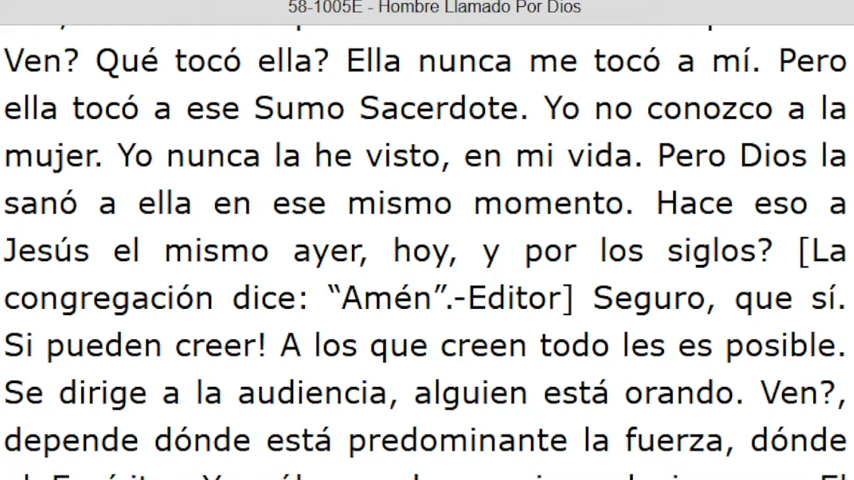 58-1005E - Hombre Llamado Por Dios
Ven? Qué tocó ella? Ella nunca me tocó a mí. Pero
ella tocó a ese Sumo Sacerdote. Yo no conozco a la
mujer. Yo nunca la he visto, en mi vida. Pero Dios la
sanó a ella en ese mismo momento. Hace eso a
Jesús el mismo ayer, hoy, y por los siglos? [La
congregación dice: “Amén”.-Editor] Seguro, que sí.
Si pueden creer! A los que creen todo les es posible.
Se dirige a la audiencia, alguien está orando. Ven?,
depende dónde está predominante la fuerza, dónde